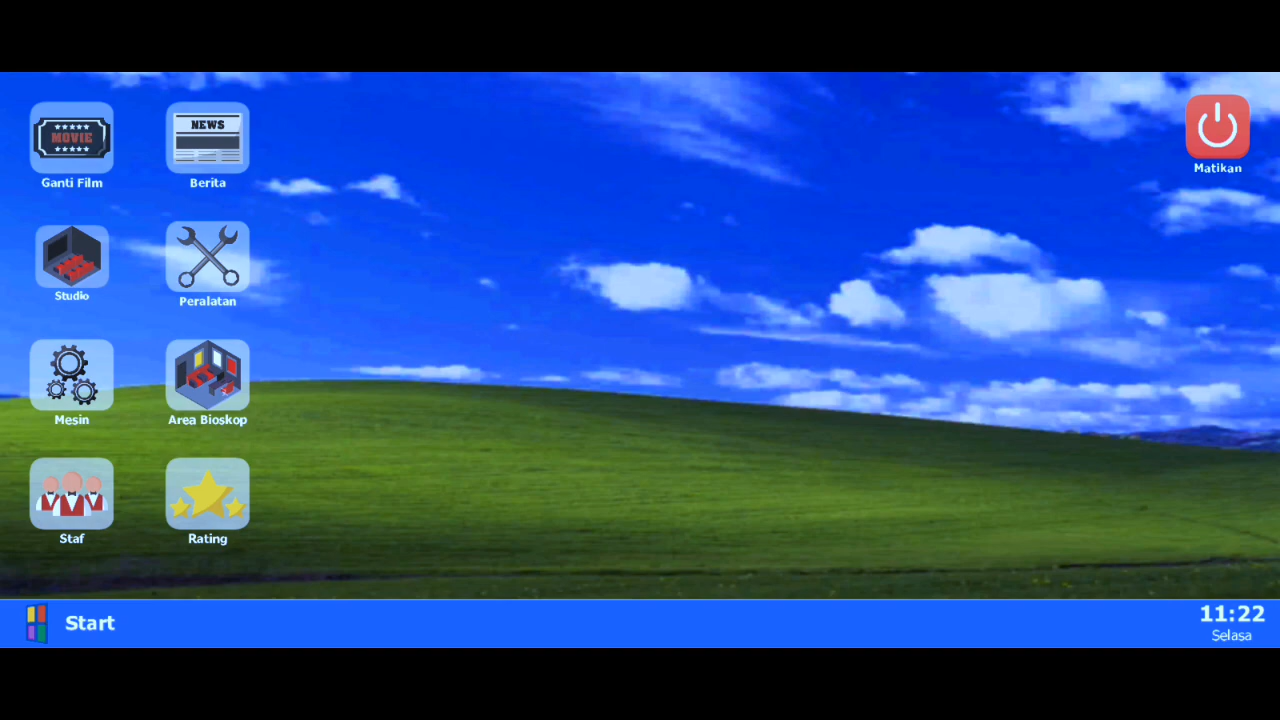 MOVIE
Ganti Film
NEWS
Berita
Matikan
Studio
Peralatan
Mesin
Area Bioskop
Staf
Rating
Start
11:22
Selasa